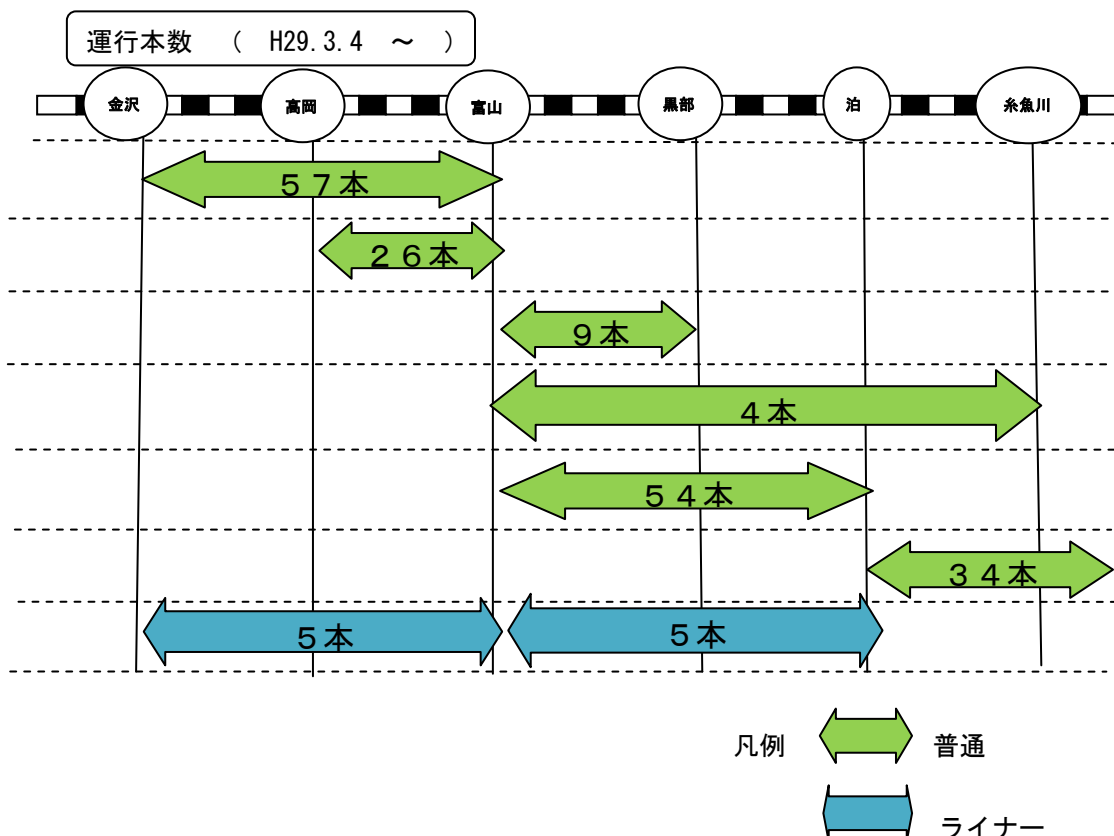 運行本数 （ H29.3.4 ～ ）
金沢 高岡 富山 黒部 泊 糸魚川
５７本
２６本
９本
４本
５４本
３４本
５本 ５本
凡例 普通
ライナー